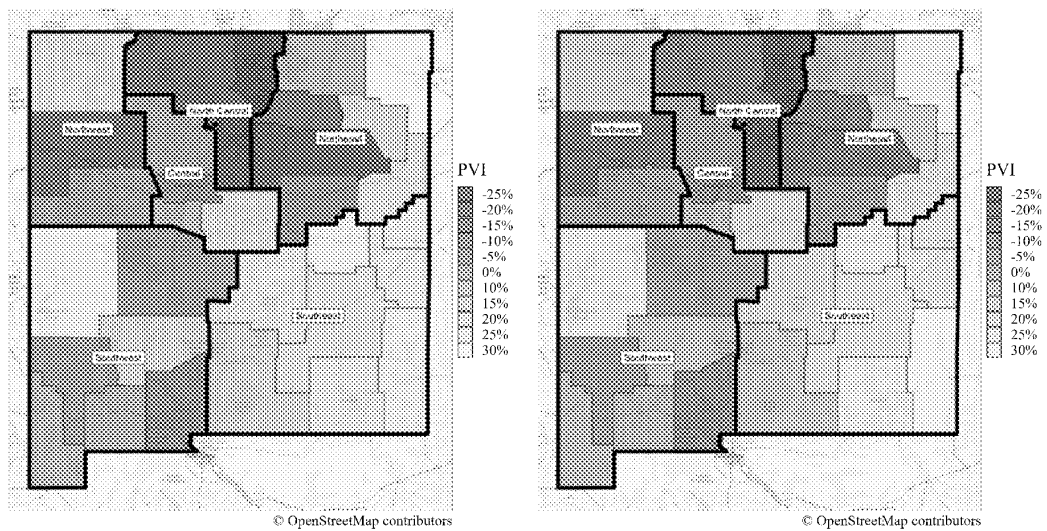 North Central
Northwest
Northeast
Central
Southeast
Southwest
PVI
-25%
-20%
-15%
-10%
-5%
0%
10%
15%
20%
25%
30%
© OpenStreetMap contributors
North Central
Northwest
Northeast
Central
Southeast
Southwest
PVI
-25%
-20%
-15%
-10%
-5%
0%
10%
15%
20%
25%
30%
© OpenStreetMap contributors